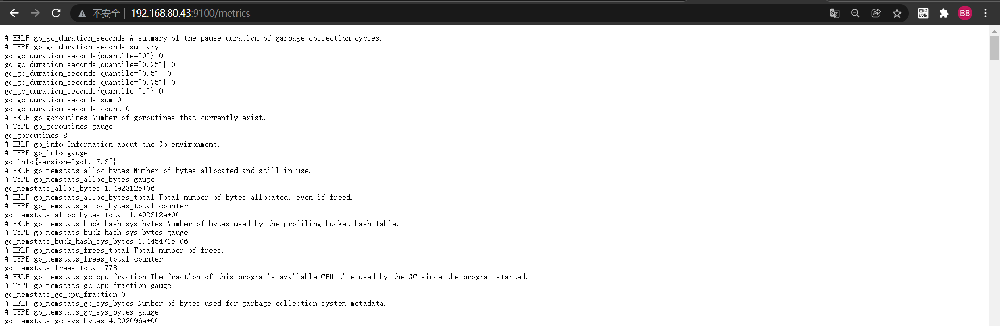 不安全 | 192.168.80.43:9100/metrics
BB
# HELP go_gc_duration_seconds A summary of the pause duration of garbage collection cycles.
# TYPE go_gc_duration_seconds summary
go_gc_duration_seconds{quantile="0"} 0
go_gc_duration_seconds{quantile="0.25"} 0
go_gc_duration_seconds{quantile="0.5"} 0
go_gc_duration_seconds{quantile="0.75"} 0
go_gc_duration_seconds{quantile="1"} 0
go_gc_duration_seconds_sum 0
go_gc_duration_seconds_count 0
# HELP go_goroutines Number of goroutines that currently exist.
# TYPE go_goroutines gauge
go_goroutines 8
# HELP go_info Information about the Go environment.
# TYPE go_info gauge
go_info{version="go1.17.3"} 1
# HELP go_memstats_alloc_bytes Number of bytes allocated and still in use.
# TYPE go_memstats_alloc_bytes gauge
go_memstats_alloc_bytes 1.492312e+06
# HELP go_memstats_alloc_bytes_total Total number of bytes allocated, even if freed.
# TYPE go_memstats_alloc_bytes_total counter
go_memstats_alloc_bytes_total 1.492312e+06
# HELP go_memstats_buck_hash_sys_bytes Number of bytes used by the profiling bucket hash table.
# TYPE go_memstats_buck_hash_sys_bytes gauge
go_memstats_buck_hash_sys_bytes 1.445471e+06
# HELP go_memstats_frees_total Total number of frees.
# TYPE go_memstats_frees_total counter
go_memstats_frees_total 778
# HELP go_memstats_gc_cpu_fraction The fraction of this program's available CPU time used by the GC since the program started.
# TYPE go_memstats_gc_cpu_fraction gauge
go_memstats_gc_cpu_fraction 0
# HELP go_memstats_gc_sys_bytes Number of bytes used for garbage collection system metadata.
# TYPE go_memstats_gc_sys_bytes gauge
go_memstats_gc_sys_bytes 4.202696e+06